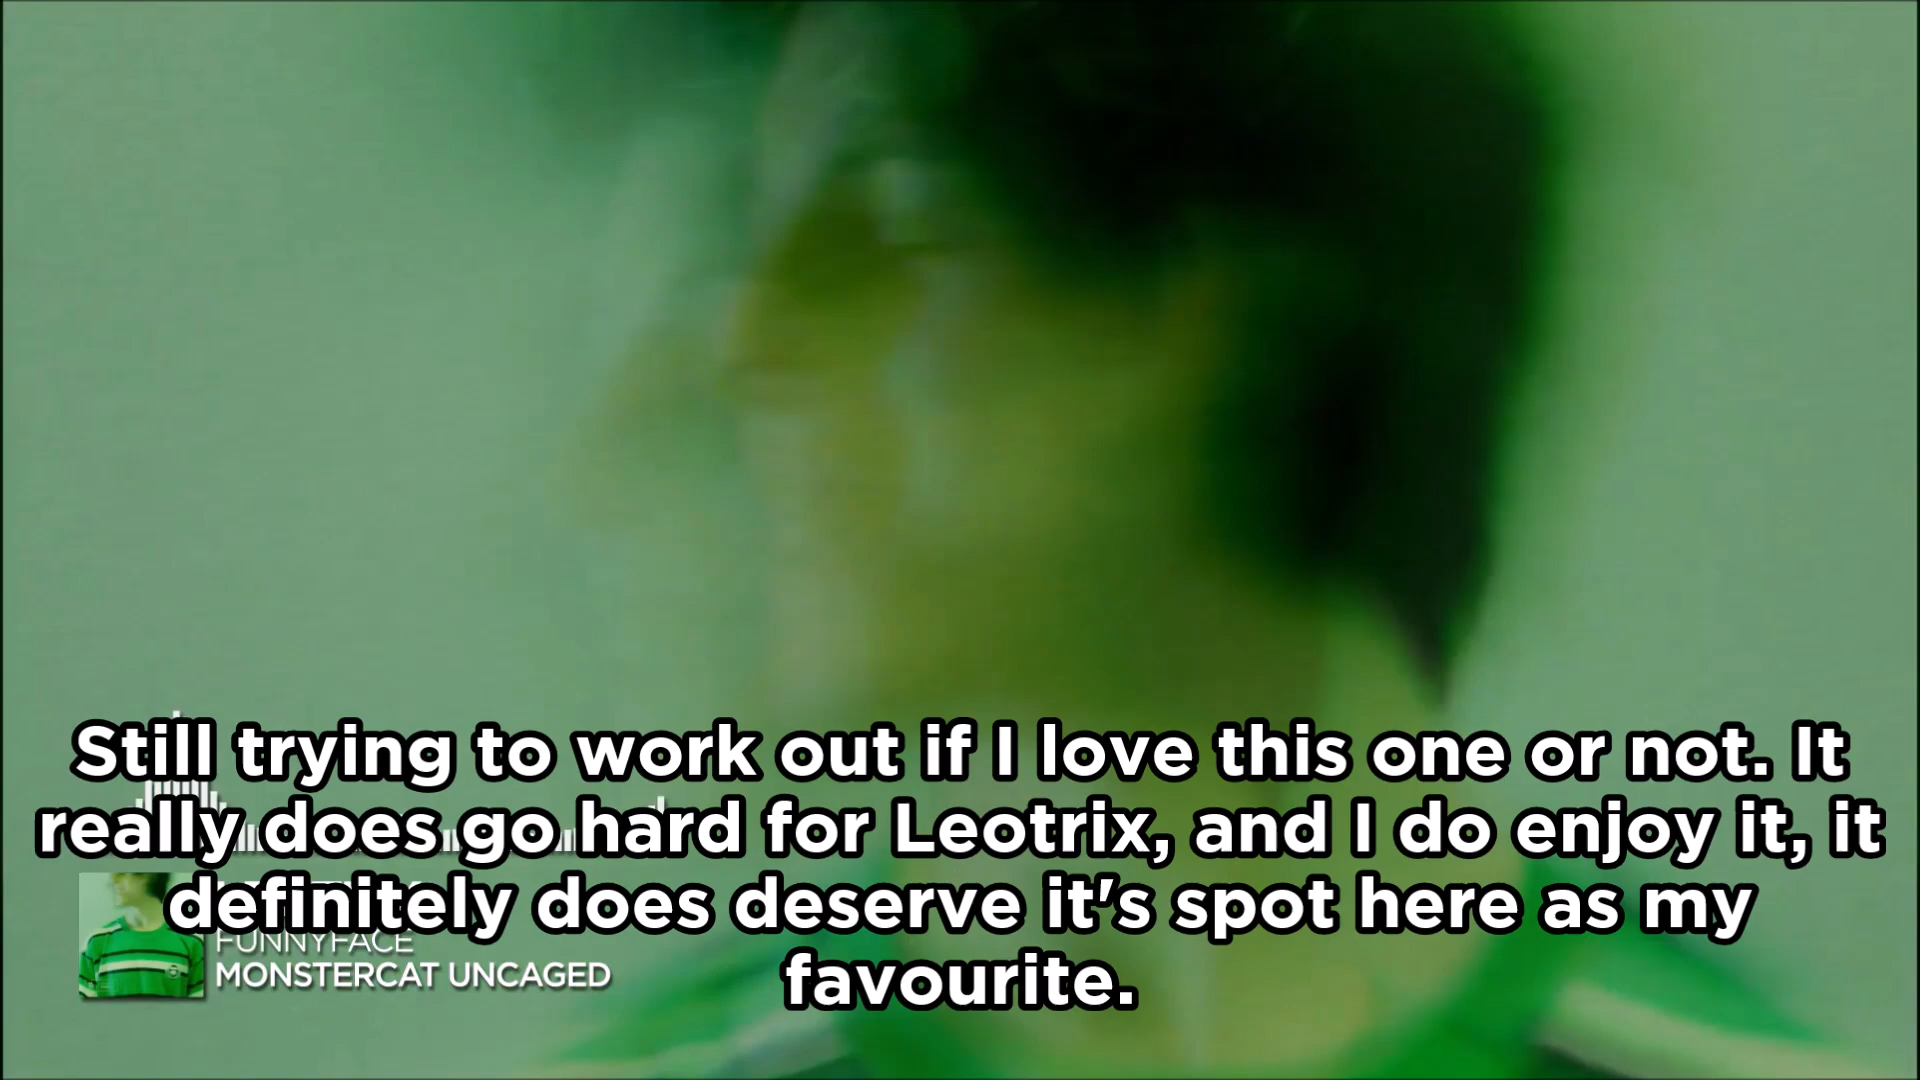 Still trying to work out if I love this one or not. It
really does go hard for Leotrix, and I do enjoy it, it
definitely does deserve it's spot here as my
favourite.
FUNNYFACE
MONSTERCAT UNCAGED